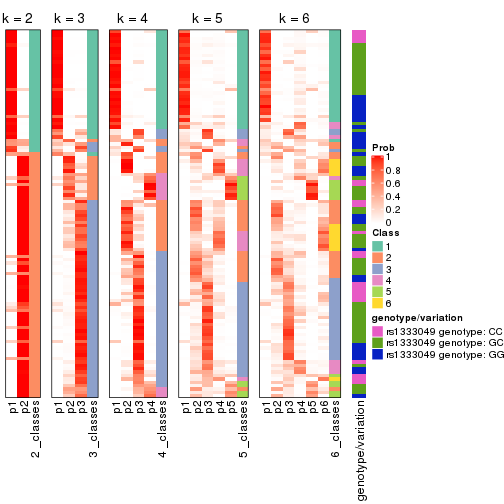 k = 2
k = 3
k = 4
k = 5
k = 6
Prob
1
0.8
0.6
0.4
0.2
0
Class
1
2
3
4
5
6
genotype/variation
rs1333049 genotype: CC
rs1333049 genotype: GC
rs1333049 genotype: GG
p1
p2
2_classes
p1
p2
p3
3_classes
p1
p2
p3
p4
4_classes
p1
p2
p3
p4
p5
5_classes
p1
p2
p3
p4
p5
p6
6_classes
genotype/variation